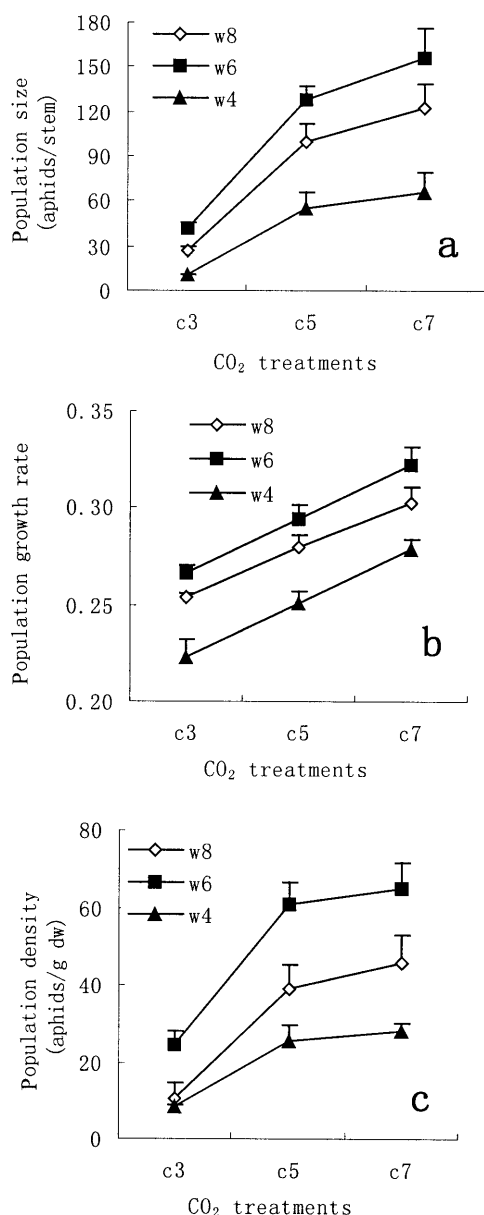 180
150
120
90
60
30
0
Population size
(aphids/stem)
w8
w6
w4
a
c3 c5 c7
CO₂ treatments
0.35
0.30
0.25
0.20
Population growth rate
w8
w6
w4
b
c3 c5 c7
CO₂ treatments
80
60
40
20
0
Population density
(aphids/g dw)
w8
w6
w4
c
c3 c5 c7
CO₂ treatments